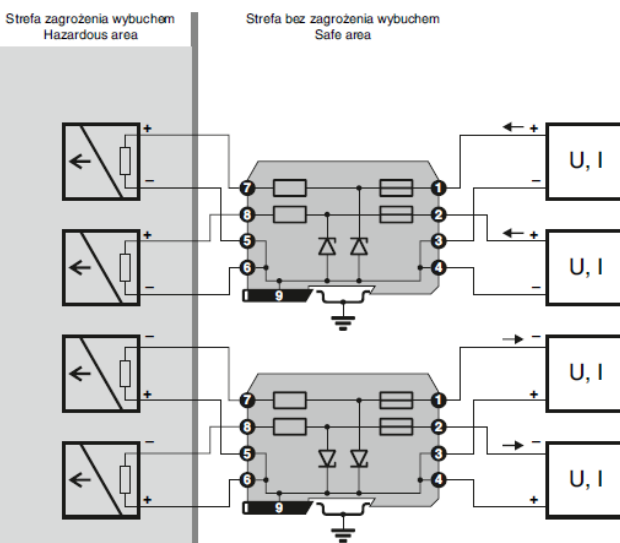 Strefa zagrożenia wybuchem
Hazardous area
Strefa bez zagrożenia wybuchem
Safe area
+ + U, I
− −
7 1
8 2
+ 5 3 + U, I
6 4
− 9 −
− − U, I
+ +
7 1
8 2
− 5 3 − U, I
6 4
+ 9 +